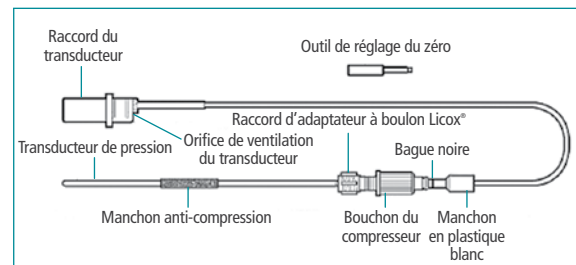 Raccord du
transducteur
Outil de réglage du zéro
Raccord d'adaptateur à boulon Licox®
Transducteur de pression
Orifice de ventilation
du transducteur
Bague noire
Manchon anti-compression
Bouchon du
compresseur
Manchon
en plastique
blanc